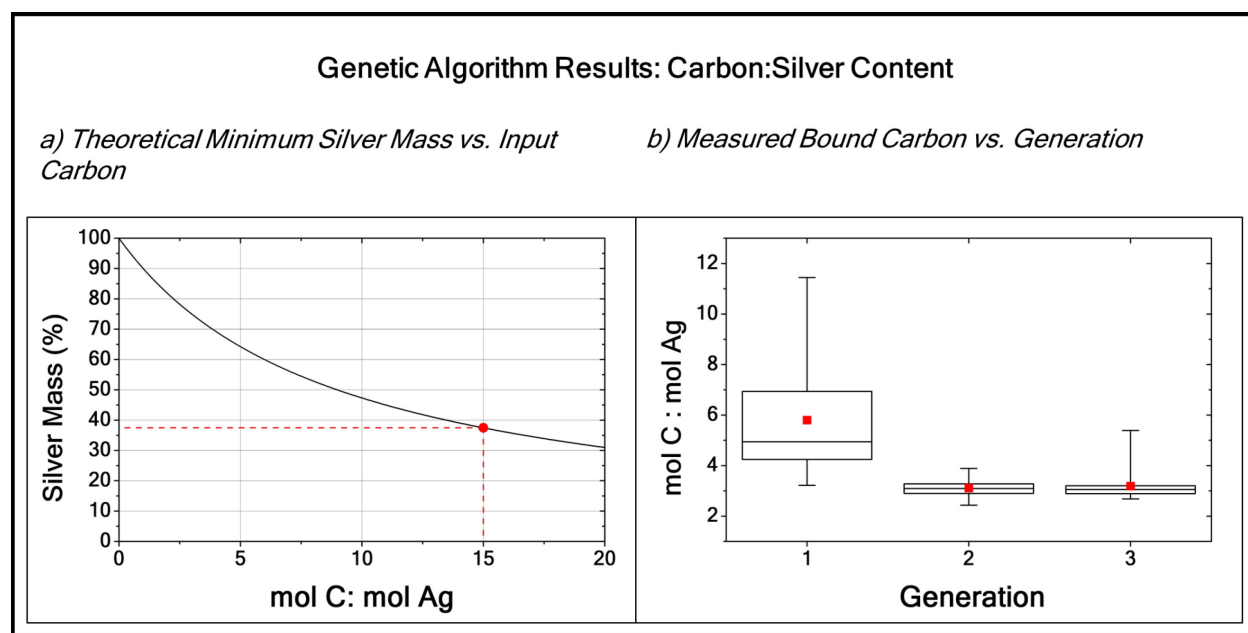 Genetic Algorithm Results: Carbon:Silver Content
a) Theoretical Minimum Silver Mass vs. Input
Carbon
b) Measured Bound Carbon vs. Generation
100
90
80
70
60
50
40
30
20
10
0
Silver Mass (%)
0 5 10 15 20
mol C: mol Ag
12
10
8
6
4
2
mol C : mol Ag
1 2 3
Generation